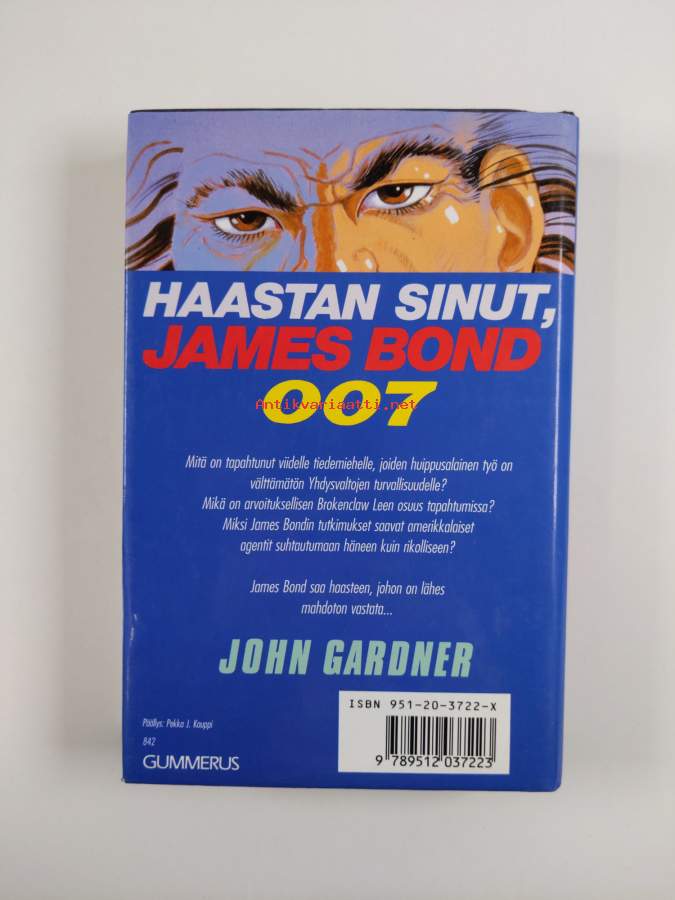 HAASTAN SINUT,
JAMES BOND
007
Antikvariaatti.net
Mitä on tapahtunut viidelle tiedemiehelle, joiden huippusalainen työ on
välttämätön Yhdysvaltojen turvallisuudelle?
Mikä on arvoituksellisen Brokenclaw Leen osuus tapahtumissa?
Miksi James Bondin tutkimukset saavat amerikkalaiset
agentit suhtautumaan häneen kuin rikolliseen?
James Bond saa haasteen, johon on lähes
mahdoton vastata...
JOHN GARDNER
ISBN 951-20-3722-X
Päällys: Pekka J. Kauppi
842
GUMMERUS
9 789512 037223